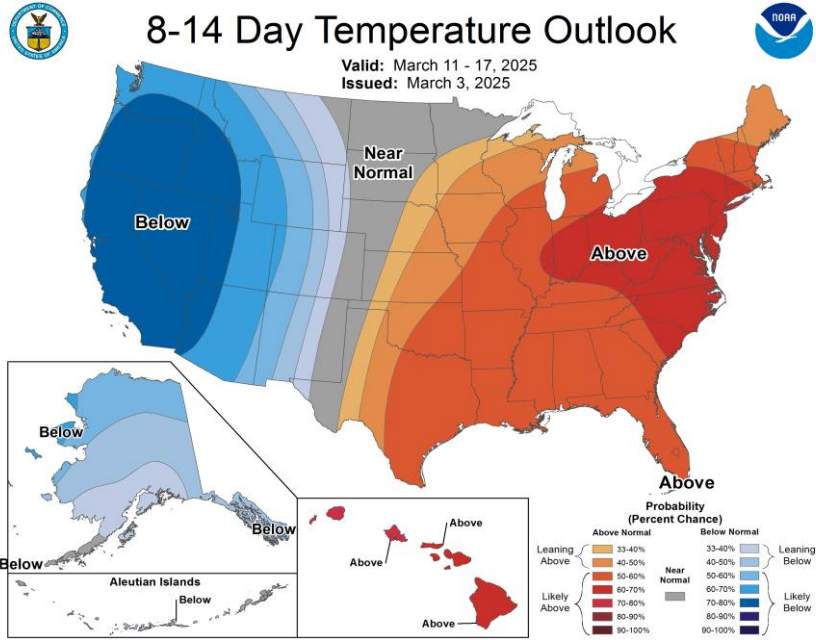 8-14 Day Temperature Outlook
NOAA
Valid: March 11 - 17, 2025
Issued: March 3, 2025
Near
Normal
Below
Above
Above
Below
Below
Below
Aleutian Islands
Below
Above
Above
Above
Probability
(Percent Chance)
Above Normal
Below Normal
Leaning
Above
33-40%
40-50%
Likely
Above
50-60%
60-70%
70-80%
80-90%
90-100%
Near
Normal
33-40%
40-50%
Leaning
Below
50-60%
60-70%
70-80%
80-90%
90-100%
Likely
Below